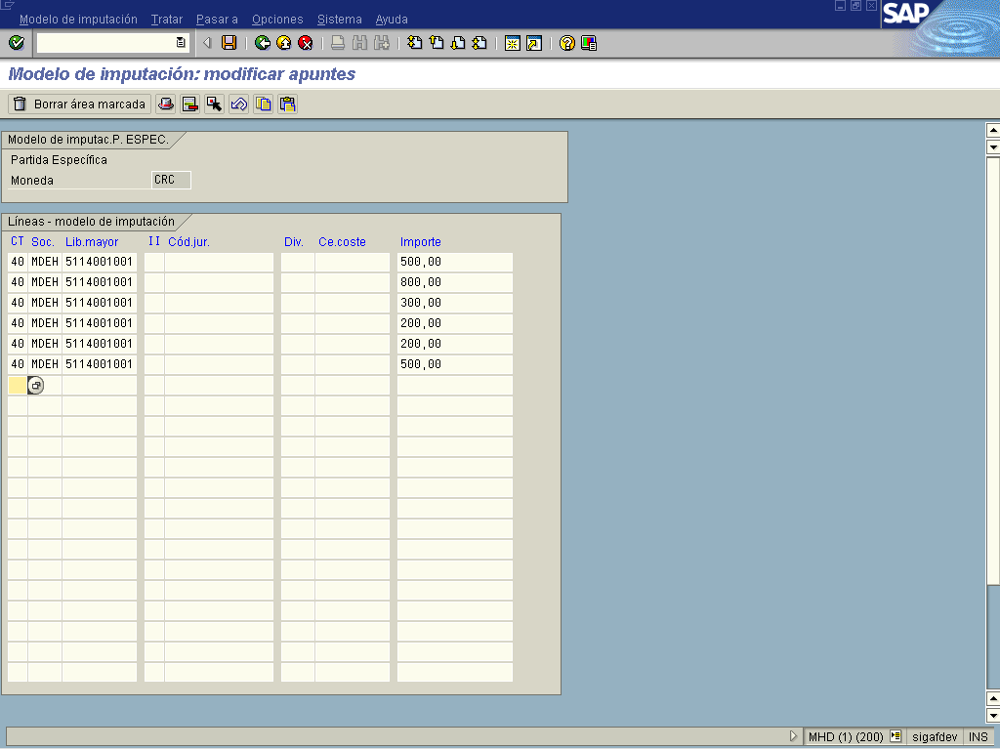 Modelo de imputación Tratar Pasar a Opciones Sistema Ayuda
SAP
Modelo de imputación: modificar apuntes
Borrar área marcada
Modelo de imputac.P. ESPEC.
Partida Específica
Moneda CRC
Líneas - modelo de imputación
CT Soc. Lib.mayor II Cód.jur. Div. Ce.coste Importe
40 MDEH 5114001001 500,00
40 MDEH 5114001001 800,00
40 MDEH 5114001001 300,00
40 MDEH 5114001001 200,00
40 MDEH 5114001001 200,00
40 MDEH 5114001001 500,00
MHD (1) (200) sigafdev INS